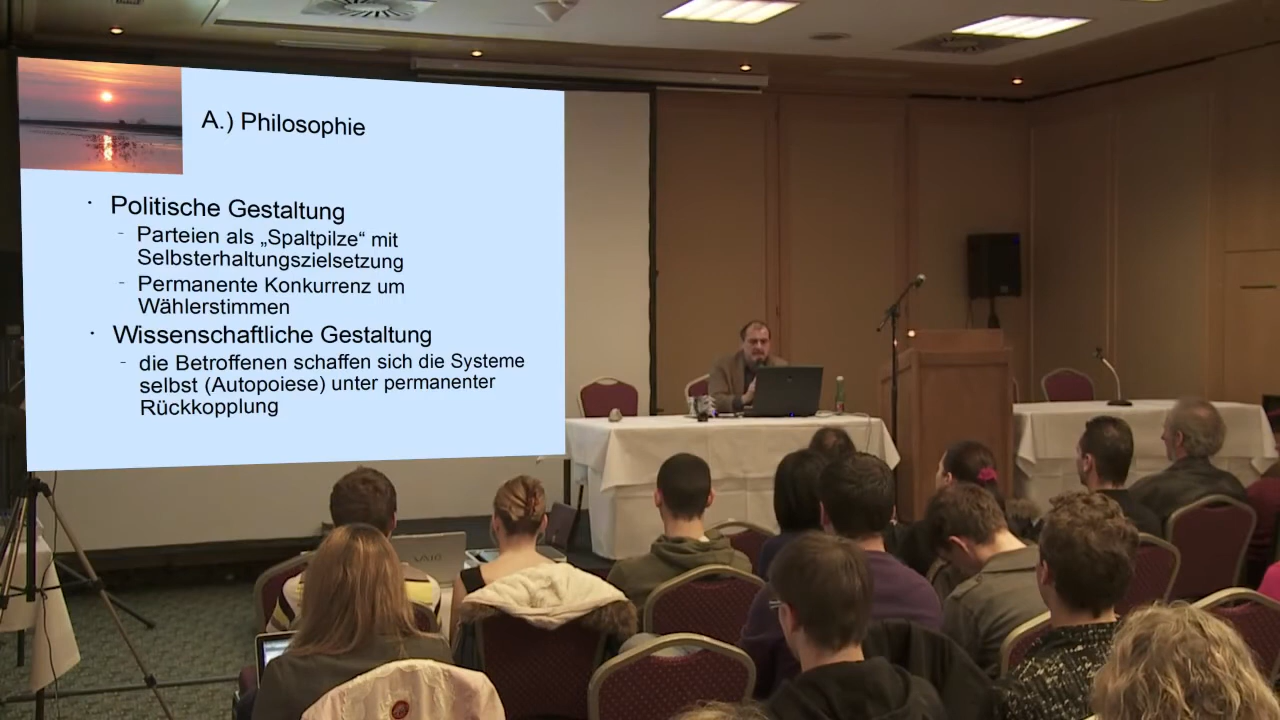 A.) Philosophie
· Politische Gestaltung
- Parteien als „Spaltpilze“ mit
Selbsterhaltungszielsetzung
- Permanente Konkurrenz um
Wählerstimmen
· Wissenschaftliche Gestaltung
- die Betroffenen schaffen sich die Systeme
selbst (Autopoiese) unter permanenter
Rückkopplung
VAIO